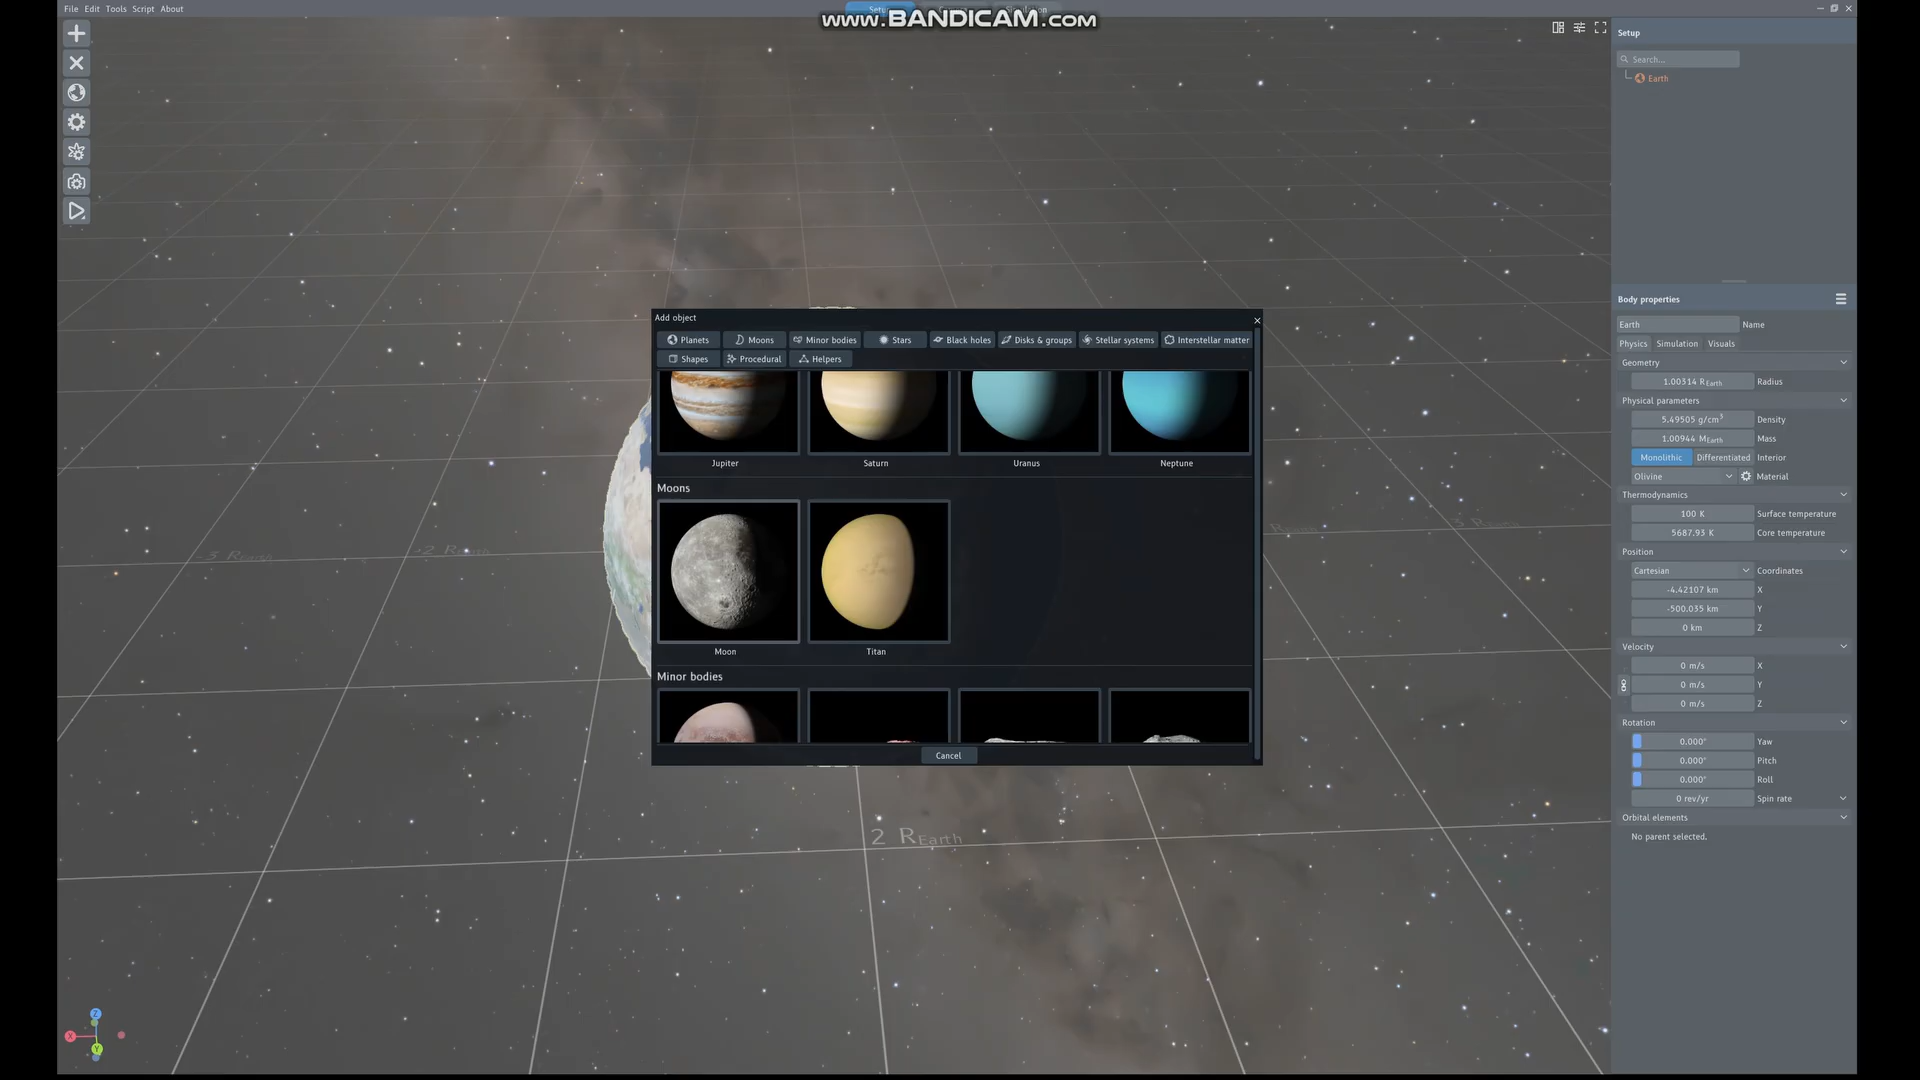 File Edit Tools Script About
www.BANDICAM.com
Setup
Search...
Earth
Add object
Planets Moons Minor bodies Stars Black holes Disks & groups Stellar systems Interstellar matter
Shapes Procedural Helpers
Jupiter Saturn Uranus Neptune
Moons
Moon Titan
Minor bodies
Cancel
2 REarth
-3 REarth
-2 REarth
Body properties
Earth Name
Physics Simulation Visuals
Geometry
1.00314 REarth Radius
Physical parameters
5.49505 g/cm³ Density
1.00944 MEarth Mass
Monolithic Differentiated Interior
Olivine Material
Thermodynamics
100 K Surface temperature
5687.93 K Core temperature
Position
Cartesian Coordinates
-4.42107 km X
-500.035 km Y
0 km Z
Velocity
0 m/s X
0 m/s Y
0 m/s Z
Rotation
0.000° Yaw
0.000° Pitch
0.000° Roll
0 rev/yr Spin rate
Orbital elements
No parent selected.
Z
X
Y